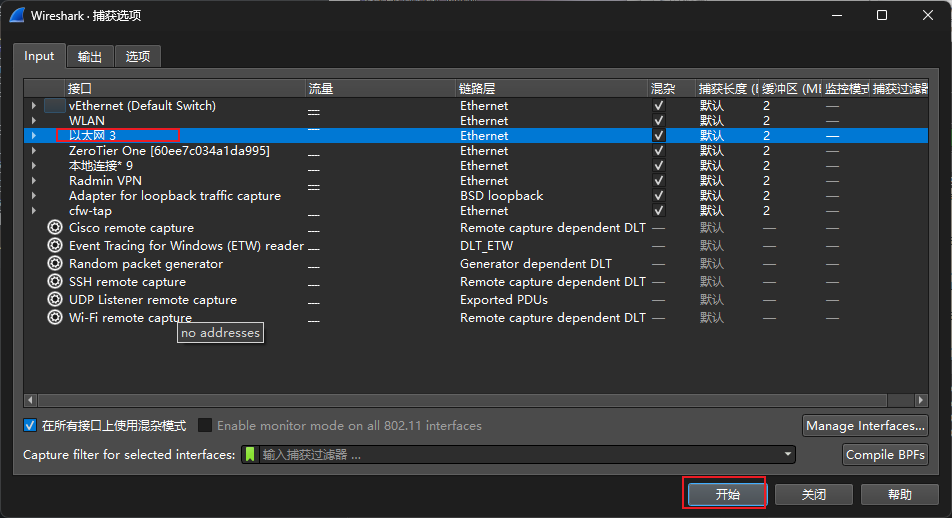 Wireshark · 捕获选项
Input 输出 选项
接口 流量 链路层 混杂 捕获长度 (B 缓冲区 (MB 监控模式 捕获过滤器
vEthernet (Default Switch) Ethernet 默认 2 —
WLAN Ethernet 默认 2 —
以太网 3 Ethernet 默认 2 —
ZeroTier One [60ee7c034a1da995] Ethernet 默认 2 —
本地连接* 9 Ethernet 默认 2 —
Radmin VPN Ethernet 默认 2 —
Adapter for loopback traffic capture BSD loopback 默认 2 —
cfw-tap Ethernet 默认 2 —
Cisco remote capture Remote capture dependent DLT — 默认 — —
Event Tracing for Windows (ETW) reader DLT_ETW — 默认 — —
Random packet generator Generator dependent DLT — 默认 — —
SSH remote capture Remote capture dependent DLT — 默认 — —
UDP Listener remote capture Exported PDUs — 默认 — —
Wi-Fi remote capture Remote capture dependent DLT — 默认 — —
no addresses
在所有接口上使用混杂模式 Enable monitor mode on all 802.11 interfaces Manage Interfaces...
Capture filter for selected interfaces: 输入捕获过滤器 … Compile BPFs
开始 关闭 帮助